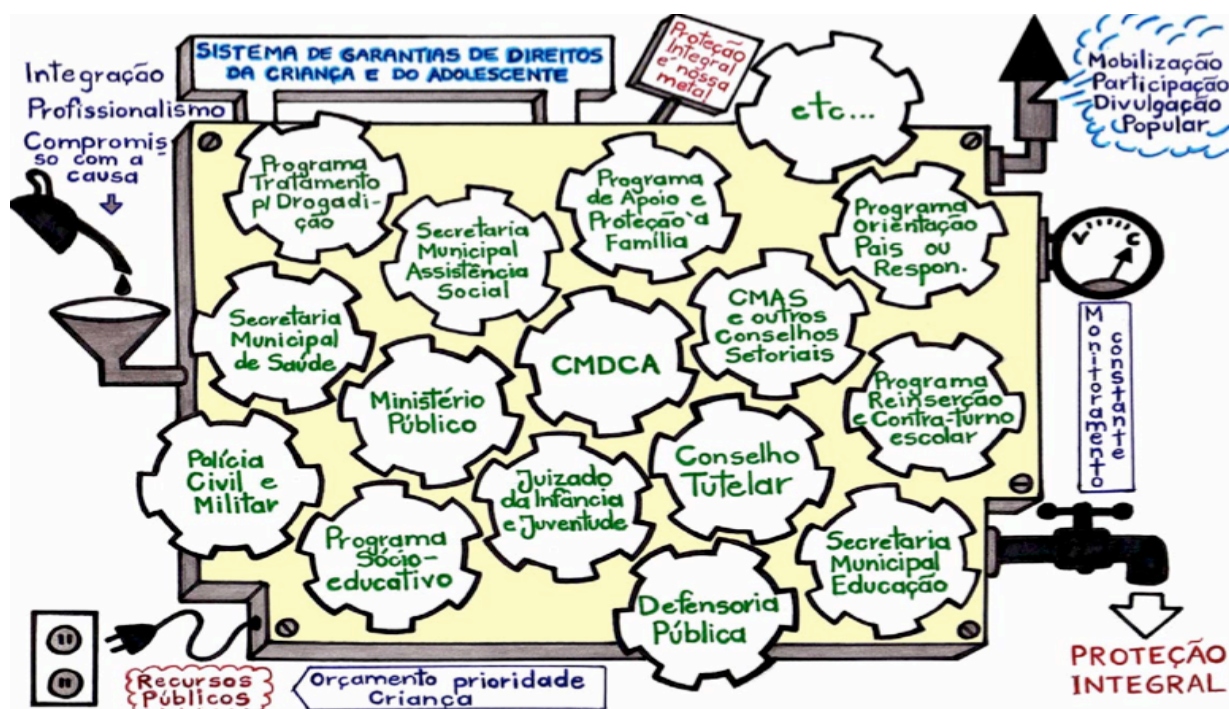 SISTEMA DE GARANTIAS DE DIREITOS
DA CRIANÇA E DO ADOLESCENTE
Proteção
Integral
é nossa
meta!
Integração
Profissionalismo
Compromis
so com a
causa
Mobilização
Participação
Divulgação
Popular
etc...
Programa
Tratamento
p/ Drogadi-
ção
Secretaria
Municipal
Assistência
Social
Programa
de Apoio e
Proteção à
Família
Programa
Orientação
Pais ou
Respon.
Secretaria
Municipal
de Saúde
CMDCA
CMAS
e outros
Conselhos
Setoriais
Ministério
Público
Programa
Reinserção
e Contra-turno
escolar
Monitoramento
constante
Polícia
Civil e
Militar
Juizado
da Infância
e Juventude
Conselho
Tutelar
Programa
Sócio-
educativo
Defensoria
Pública
Secretaria
Municipal
Educação
Recursos
Públicos
Orçamento prioridade
Criança
PROTEÇÃO
INTEGRAL